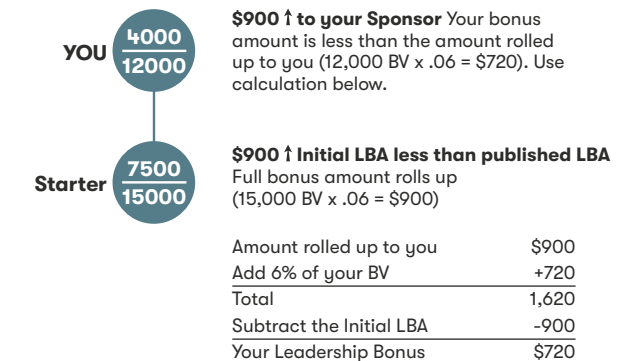 YOU
4000
12000
$900 ↑ to your Sponsor Your bonus
amount is less than the amount rolled
up to you (12,000 BV x .06 = $720). Use
calculation below.
Starter
7500
15000
$900 ↑ Initial LBA less than published LBA
Full bonus amount rolls up
(15,000 BV x .06 = $900)
Amount rolled up to you $900
Add 6% of your BV +720
Total 1,620
Subtract the Initial LBA -900
Your Leadership Bonus $720